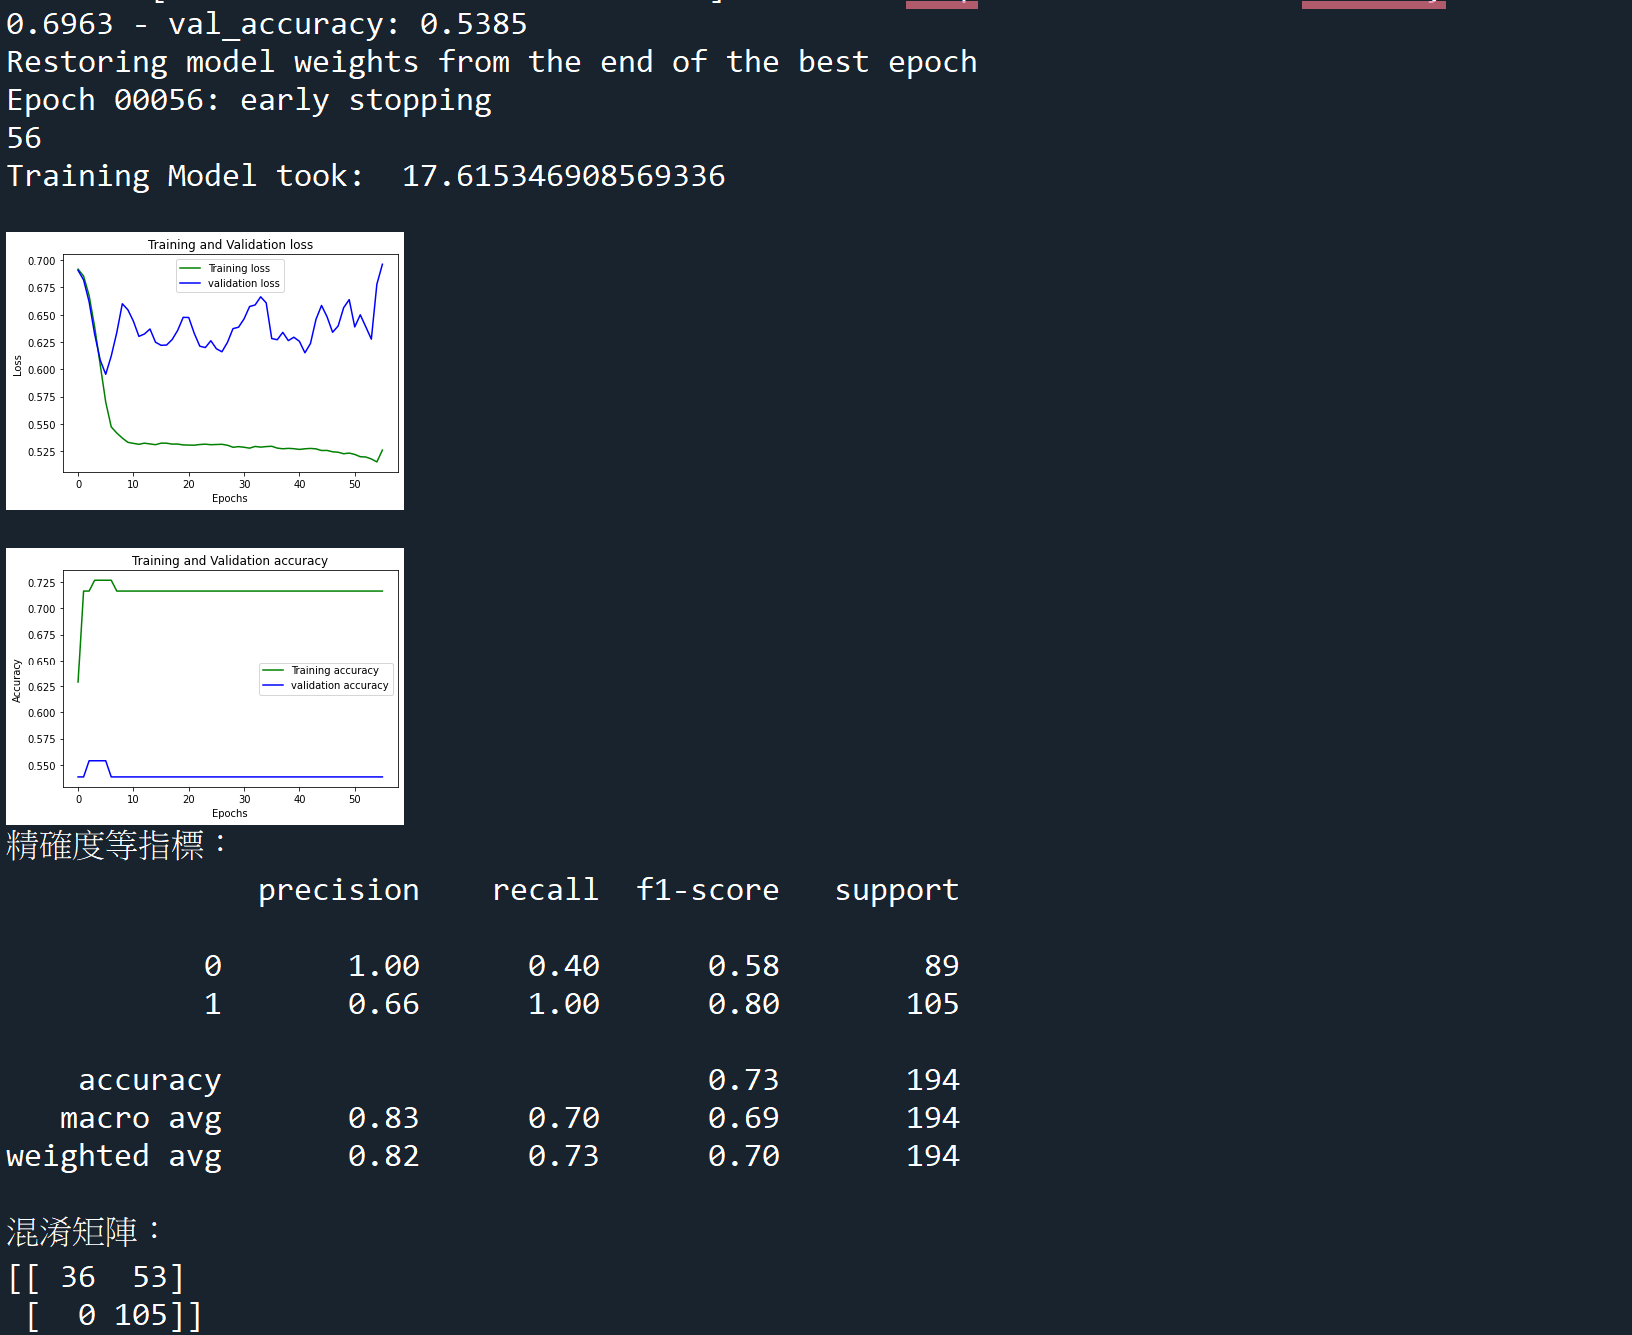 0.6963 - val_accuracy: 0.5385
Restoring model weights from the end of the best epoch
Epoch 00056: early stopping
56
Training Model took:  17.615346908569336
Training and Validation loss
Training loss
validation loss
0.700
0.675
0.650
0.625
0.600
0.575
0.550
0.525
Loss
0 10 20 30 40 50
Epochs
Training and Validation accuracy
0.725
0.700
0.675
0.650
0.625
0.600
0.575
0.550
Accuracy
Training accuracy
validation accuracy
0 10 20 30 40 50
Epochs
精確度等指標：
precision recall f1-score support
0 1.00 0.40 0.58 89
1 0.66 1.00 0.80 105
accuracy 0.73 194
macro avg 0.83 0.70 0.69 194
weighted avg 0.82 0.73 0.70 194
混淆矩陣：
[[ 36  53]
[  0 105]]